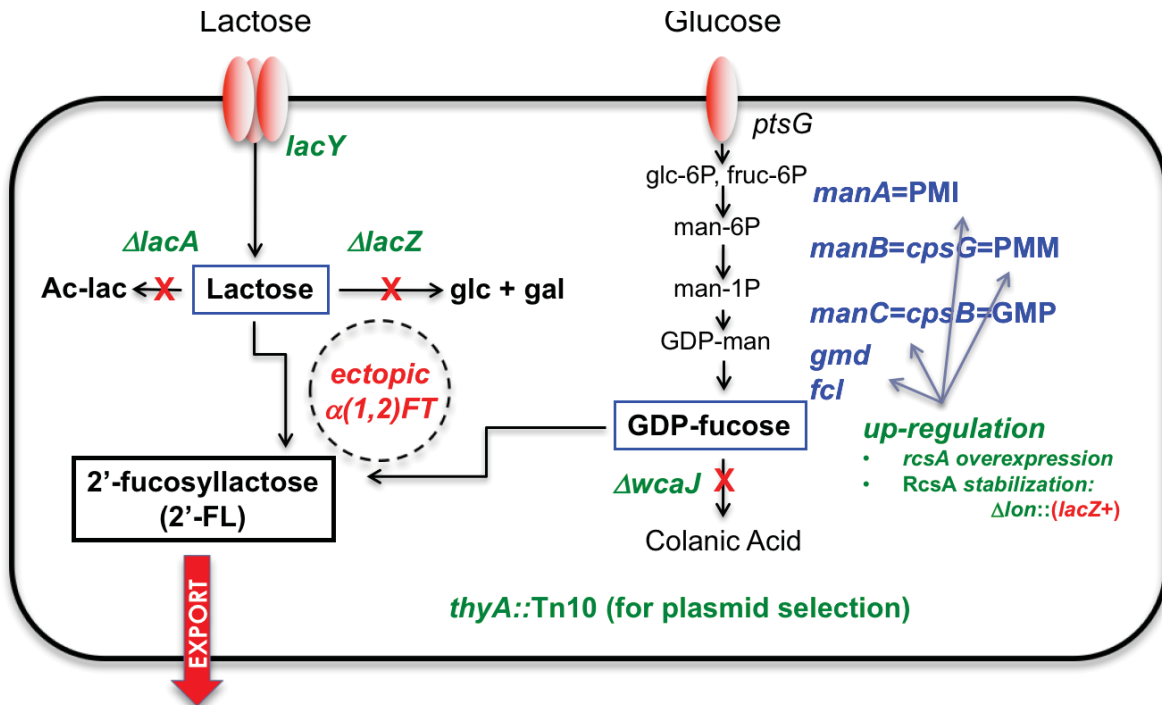 Lactose
Glucose
lacY
ptsG
glc-6P, fruc-6P
manA=PMI
man-6P
ΔlacA
ΔlacZ
manB=cpsG=PMM
Ac-lac
X
Lactose
X
glc + gal
man-1P
manC=cpsB=GMP
GDP-man
gmd
fcl
ectopic
α(1,2)FT
GDP-fucose
up-regulation
• rcsA overexpression
• RcsA stabilization:
Δlon::(lacZ+)
2’-fucosyllactose
(2’-FL)
ΔwcaJ
X
Colanic Acid
thyA::Tn10 (for plasmid selection)
EXPORT